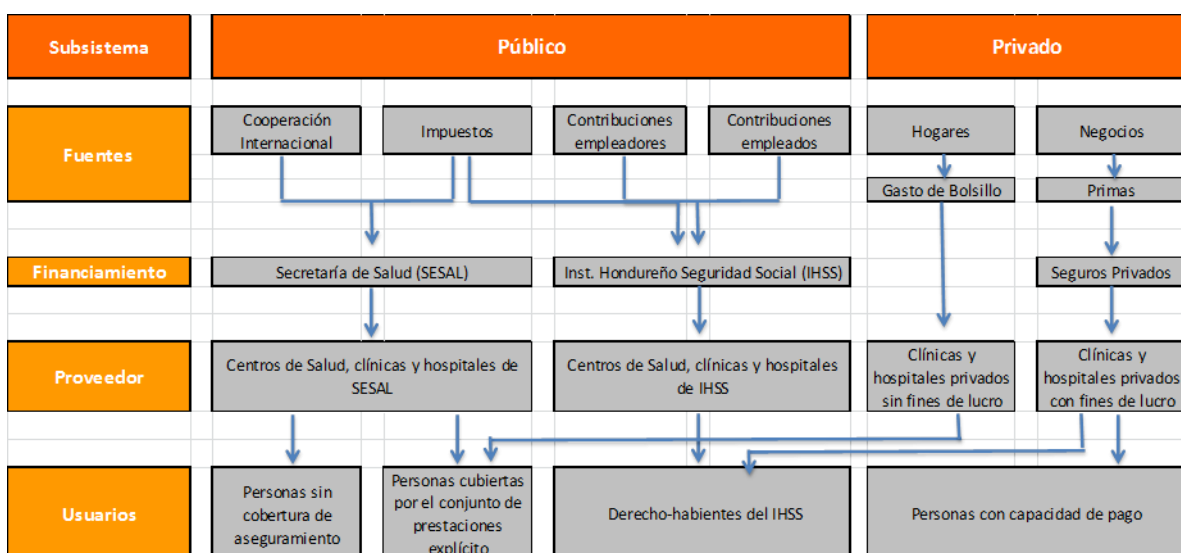 Subsistema
Público
Privado
Fuentes
Cooperación
Internacional
Impuestos
Contribuciones
empleadores
Contribuciones
empleados
Hogares
Negocios
Gasto de Bolsillo
Primas
Financiamiento
Secretaría de Salud (SESAL)
Inst. Hondureño Seguridad Social (IHSS)
Seguros Privados
Proveedor
Centros de Salud, clínicas y hospitales de
SESAL
Centros de Salud, clínicas y hospitales
de IHSS
Clínicas y
hospitales privados
sin fines de lucro
Clínicas y
hospitales privados
con fines de lucro
Usuarios
Personas sin
cobertura de
aseguramiento
Personas cubiertas
por el conjunto de
prestaciones
explícito
Derecho-habientes del IHSS
Personas con capacidad de pago